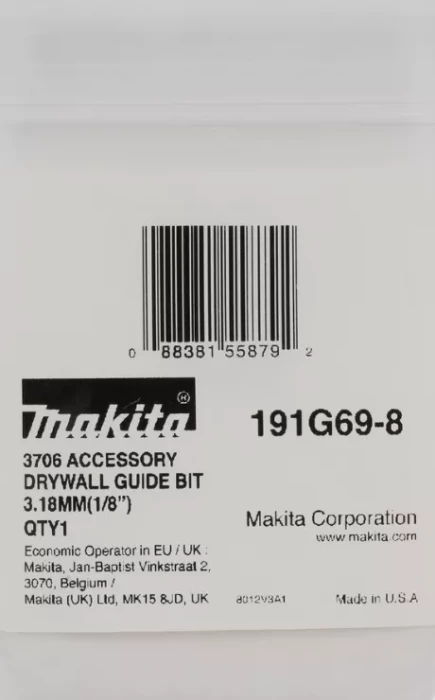 0 88381 55879 2
makita ®
191G69-8
3706 ACCESSORY
DRYWALL GUIDE BIT
3.18MM(1/8")
QTY1
Makita Corporation
www.makita.com
Economic Operator in EU / UK :
Makita, Jan-Baptist Vinkstraat 2,
3070, Belgium /
Makita (UK) Ltd, MK15 8JD, UK
8012V3A1
Made in U.S.A